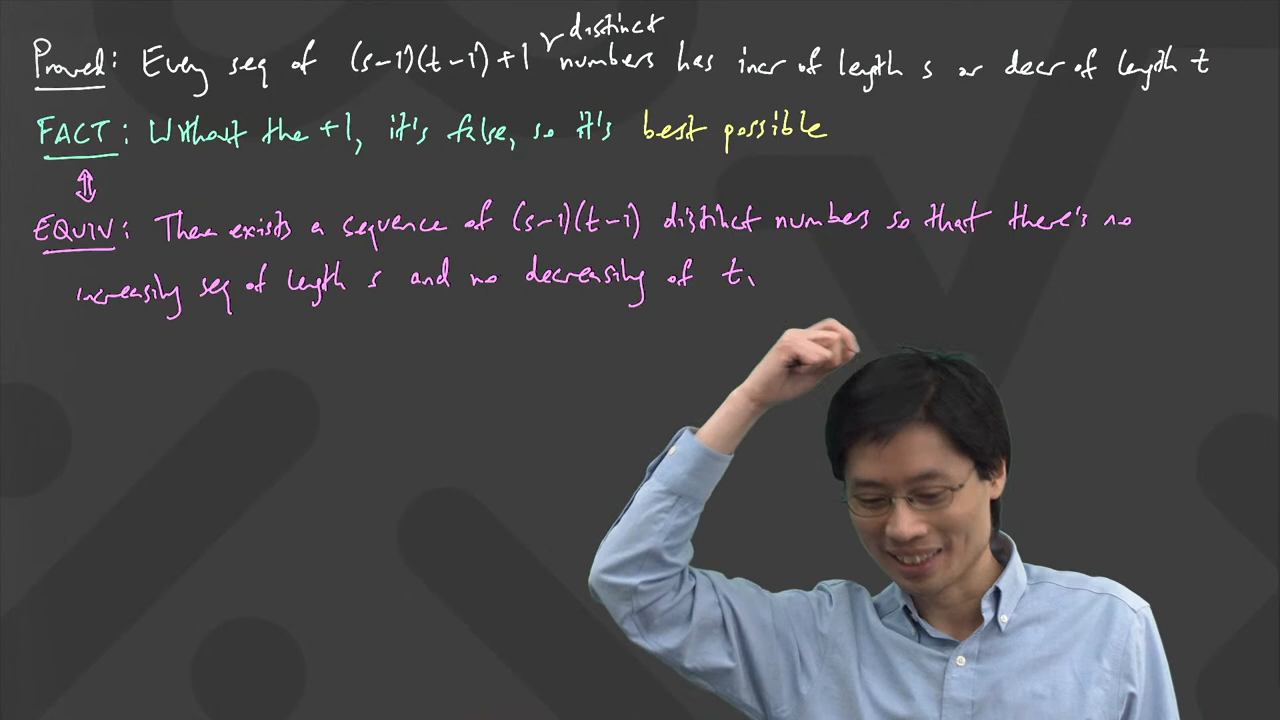 Proved: Every seq of (s-1)(t-1)+1 distinct numbers has incr of length s or decr of length t
FACT: Without the +1, it's false, so it's best possible
⇕
EQUIV: There exists a sequence of (s-1)(t-1) distinct numbers so that there's no
increasing seq of length s and no decreasing of t.